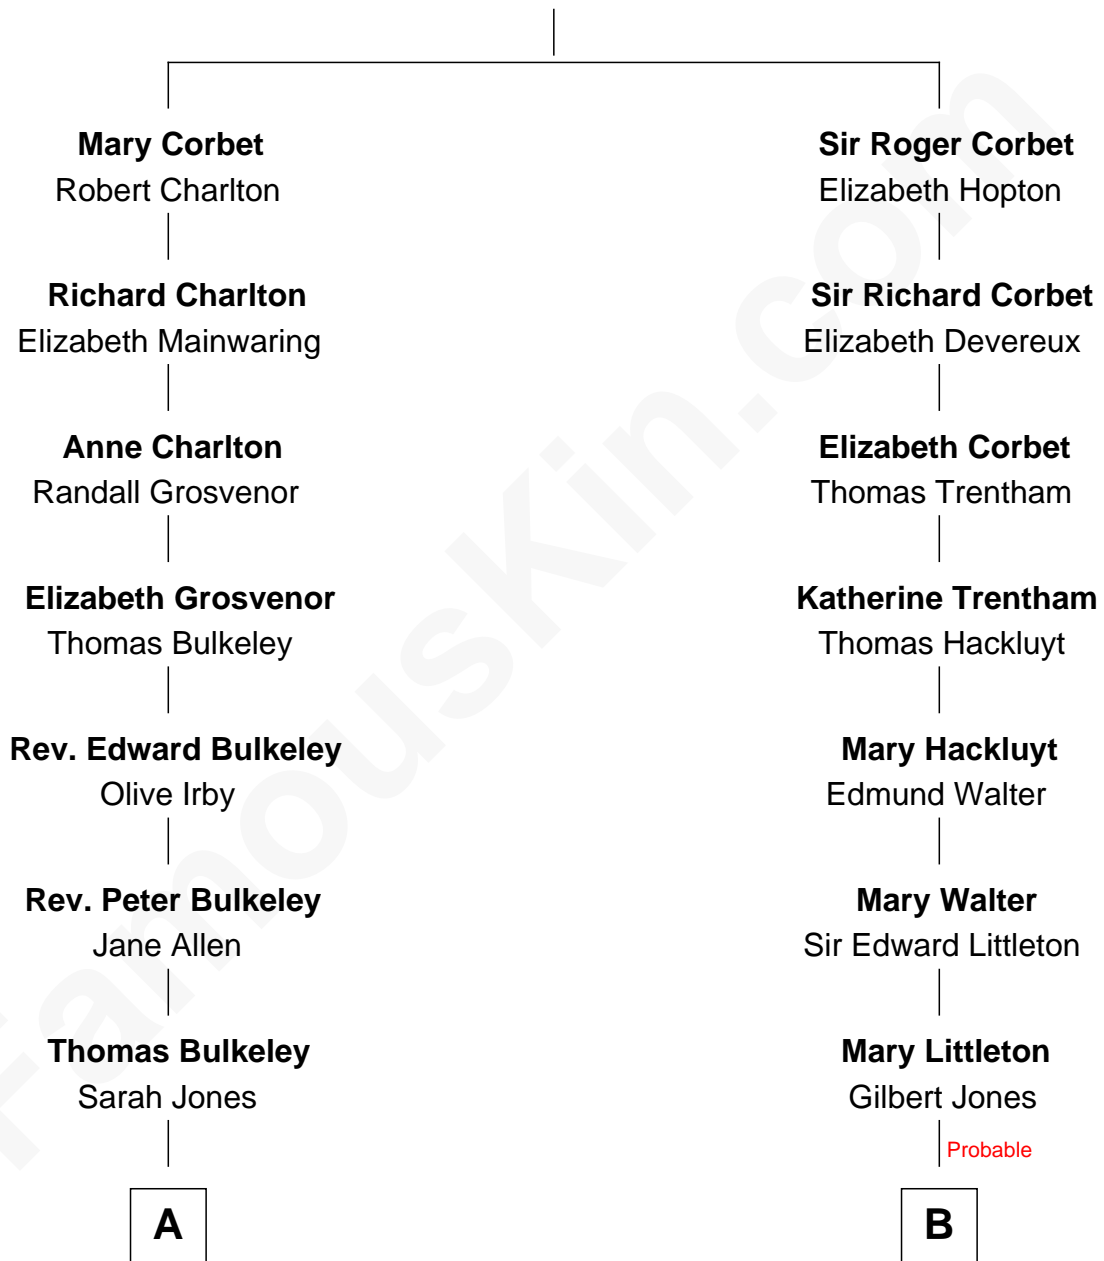 Mary Corbet
Robert Charlton
Sir Roger Corbet
Elizabeth Hopton
Richard Charlton
Elizabeth Mainwaring
Sir Richard Corbet
Elizabeth Devereux
Anne Charlton
Randall Grosvenor
Elizabeth Corbet
Thomas Trentham
Elizabeth Grosvenor
Thomas Bulkeley
Katherine Trentham
Thomas Hackluyt
Rev. Edward Bulkeley
Olive Irby
Mary Hackluyt
Edmund Walter
Rev. Peter Bulkeley
Jane Allen
Mary Walter
Sir Edward Littleton
Thomas Bulkeley
Sarah Jones
Mary Littleton
Gilbert Jones
Probable
A
B
FamousKin.com